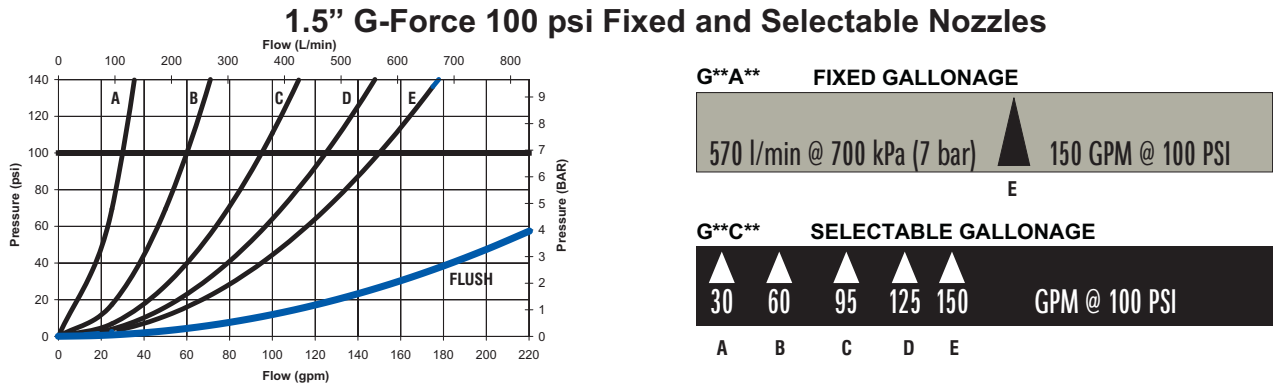 1.5” G-Force 100 psi Fixed and Selectable Nozzles
Flow (L/min)
0 100 200 300 400 500 600 700 800
140
120
100
80
60
40
20
0
Pressure (psi)
A B C D E
FLUSH
9
8
7
6
5
4
3
2
1
0
Pressure (BAR)
0 20 40 60 80 100 120 140 160 180 200 220
Flow (gpm)
G**A** FIXED GALLONAGE
570 l/min @ 700 kPa (7 bar) 150 GPM @ 100 PSI
E
G**C** SELECTABLE GALLONAGE
30 60 95 125 150 GPM @ 100 PSI
A B C D E